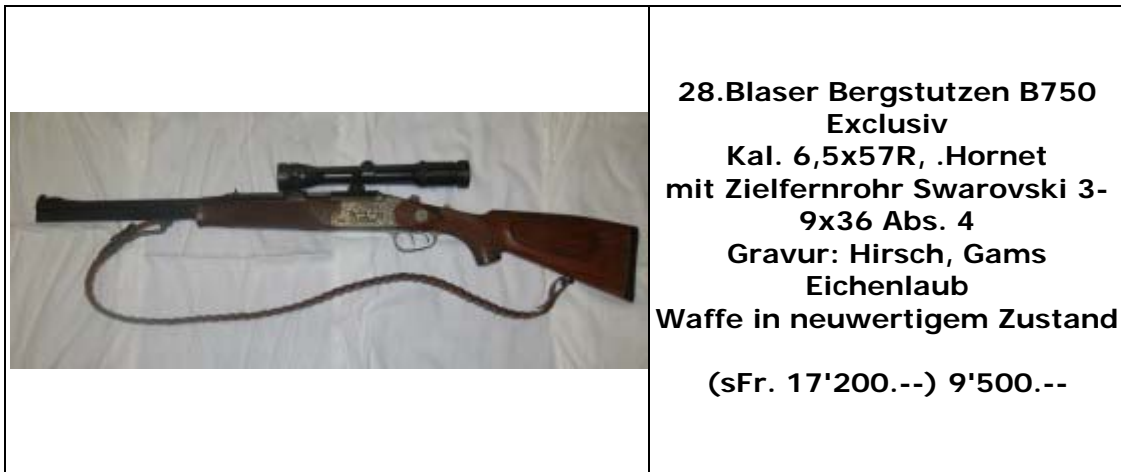 28.Blaser Bergstutzen B750
Exclusiv
Kal. 6,5x57R, .Hornet
mit Zielfernrohr Swarovski 3-
9x36 Abs. 4
Gravur: Hirsch, Gams
Eichenlaub
Waffe in neuwertigem Zustand
(sFr. 17'200.--) 9'500.--